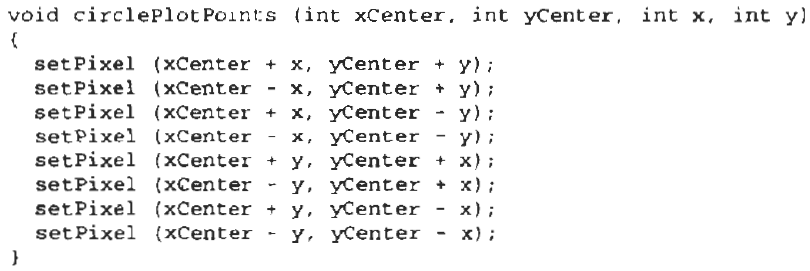 void circlePlotPoints (int xCenter, int yCenter, int x, int y)
{
setPixel (xCenter + x, yCenter + y);
setPixel (xCenter - x, yCenter + y);
setPixel (xCenter + x, yCenter - y);
setPixel (xCenter - x, yCenter - y);
setPixel (xCenter + y, yCenter + x);
setPixel (xCenter - y, yCenter + x);
setPixel (xCenter + y, yCenter - x);
setPixel (xCenter - y, yCenter - x);
}